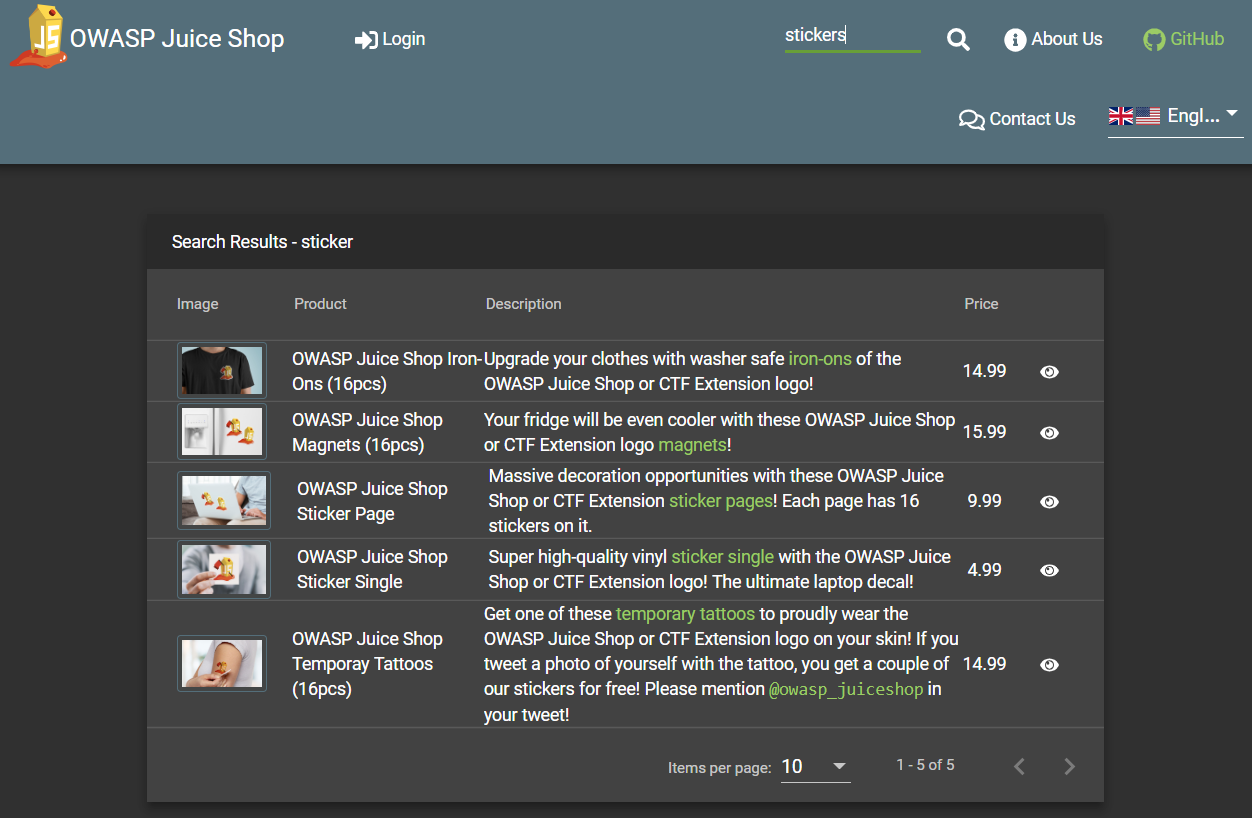 JS
OWASP Juice Shop
Login
stickers
About Us
GitHub
Contact Us
Engl...
Search Results - sticker
Image Product Description Price
OWASP Juice Shop Iron-
Ons (16pcs)
Upgrade your clothes with washer safe iron-ons of the
OWASP Juice Shop or CTF Extension logo!
14.99
OWASP Juice Shop
Magnets (16pcs)
Your fridge will be even cooler with these OWASP Juice Shop
or CTF Extension logo magnets!
15.99
OWASP Juice Shop
Sticker Page
Massive decoration opportunities with these OWASP Juice
Shop or CTF Extension sticker pages! Each page has 16
stickers on it.
9.99
OWASP Juice Shop
Sticker Single
Super high-quality vinyl sticker single with the OWASP Juice
Shop or CTF Extension logo! The ultimate laptop decal!
4.99
OWASP Juice Shop
Temporay Tattoos
(16pcs)
Get one of these temporary tattoos to proudly wear the
OWASP Juice Shop or CTF Extension logo on your skin! If you
tweet a photo of yourself with the tattoo, you get a couple of
our stickers for free! Please mention @owasp_juiceshop in
your tweet!
14.99
Items per page: 10
1 - 5 of 5